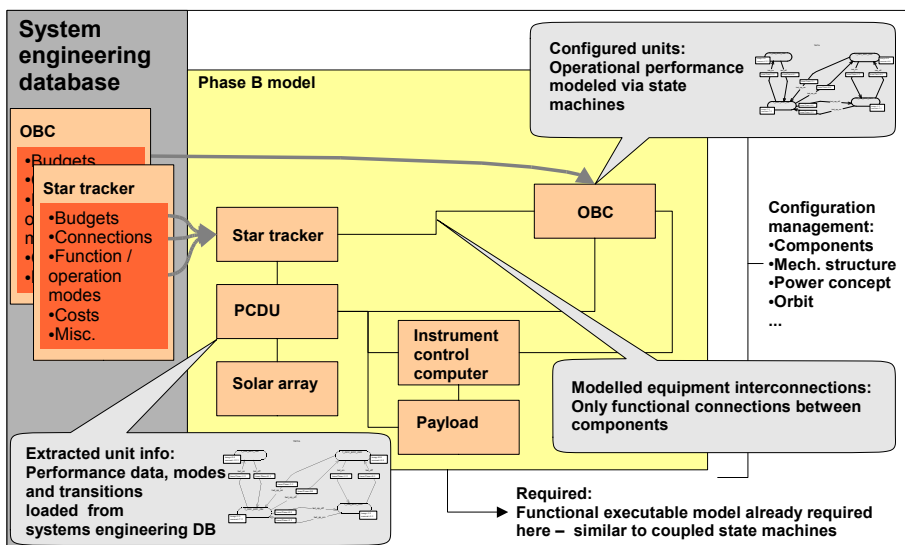 System
engineering
database
OBC
•Budgets
Star tracker
•Budgets
•Connections
•Function /
operation
modes
•Costs
•Misc.
Phase B model
Star tracker
PCDU
Solar array
OBC
Instrument
control
computer
Payload
Configured units:
Operational performance
modeled via state
machines
Configuration
management:
•Components
•Mech. structure
•Power concept
•Orbit
...
Modelled equipment interconnections:
Only functional connections between
components
Extracted unit info:
Performance data, modes
and transitions
loaded from
systems engineering DB
Required:
Functional executable model already required
here – similar to coupled state machines